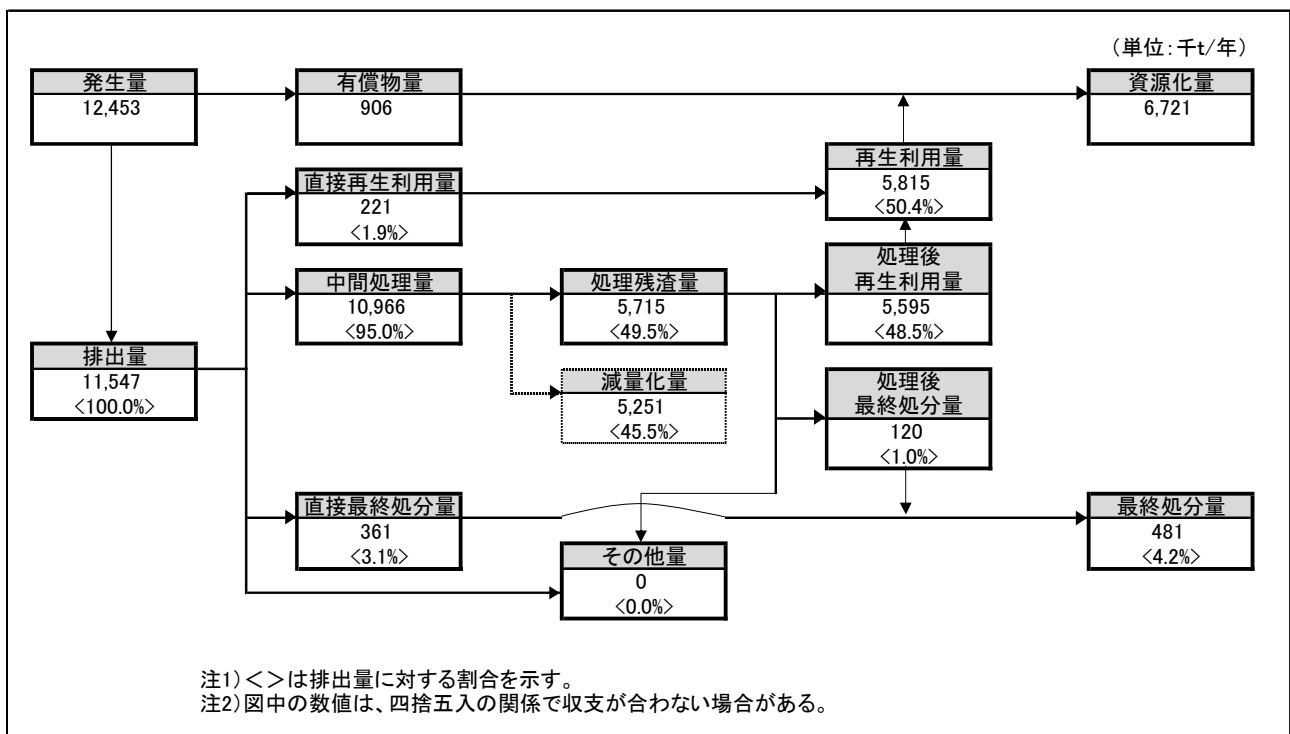 (単位:千t/年)
発生量
12,453
有償物量
906
資源化量
6,721
再生利用量
5,815
<50.4%>
直接再生利用量
221
<1.9%>
中間処理量
10,966
<95.0%>
処理残渣量
5,715
<49.5%>
処理後
再生利用量
5,595
<48.5%>
排出量
11,547
<100.0%>
減量化量
5,251
<45.5%>
処理後
最終処分量
120
<1.0%>
直接最終処分量
361
<3.1%>
最終処分量
481
<4.2%>
その他量
0
<0.0%>
注1)<>は排出量に対する割合を示す。
注2)図中の数値は、四捨五入の関係で収支が合わない場合がある。